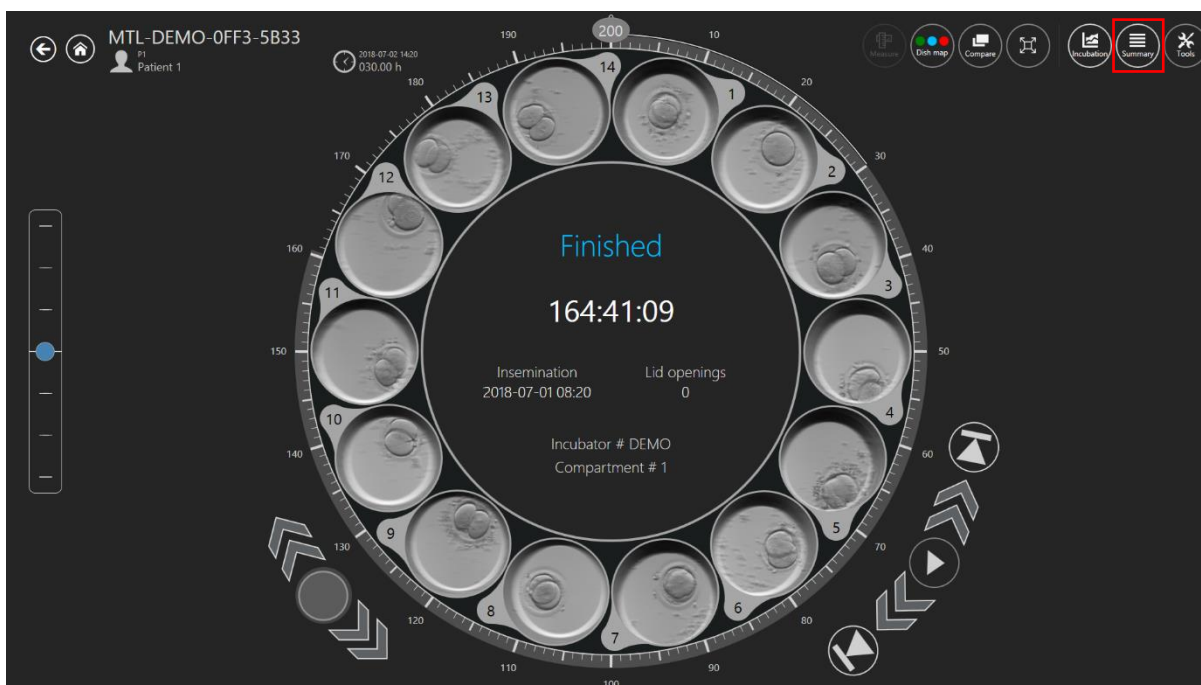 MTL-DEMO-0FF3-5B33
P1
Patient 1
2018-07-02 14:20
030.00 h
Measure
Dish map
Compare
Incubation
Summary
Tools
200
10
20
30
40
50
60
70
80
90
100
110
120
130
140
150
160
170
180
190
1
2
3
4
5
6
7
8
9
10
11
12
13
14
Finished
164:41:09
Insemination
2018-07-01 08:20
Lid openings
0
Incubator # DEMO
Compartment # 1